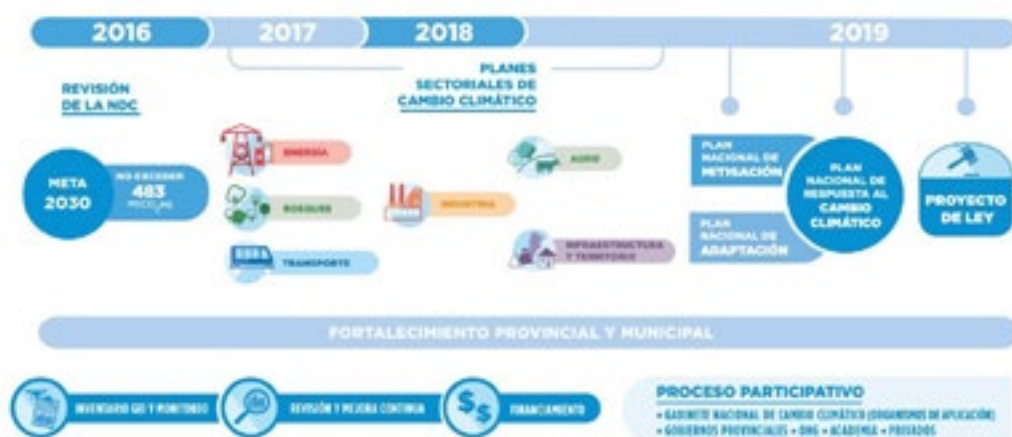 2016
2017
2018
2019
REVISIÓN
DE LA NDC
PLANES
SECTORIALES DE
CAMBIO CLIMÁTICO
META
2030
NO EXCEDER
483
ENERGÍA
BOSQUES
TRANSPORTE
INDUSTRIA
AGRO
INFRAESTRUCTURA
Y TERRITORIO
PLAN
NACIONAL DE
MITIGACIÓN
PLAN
NACIONAL DE
ADAPTACIÓN
PLAN
NACIONAL DE
RESPUESTA AL
CAMBIO
CLIMÁTICO
PROYECTO
DE LEY
FORTALECIMIENTO PROVINCIAL Y MUNICIPAL
INVENTARIO GEI Y MONITOREO
REVISIÓN Y MEJORA CONTINUA
$ $
FINANCIAMIENTO
PROCESO PARTICIPATIVO
• GABINETE NACIONAL DE CAMBIO CLIMÁTICO (ORGANISMOS DE APLICACIÓN)
• GOBIERNOS PROVINCIALES • ONG • ACADEMIA • PRIVADOS